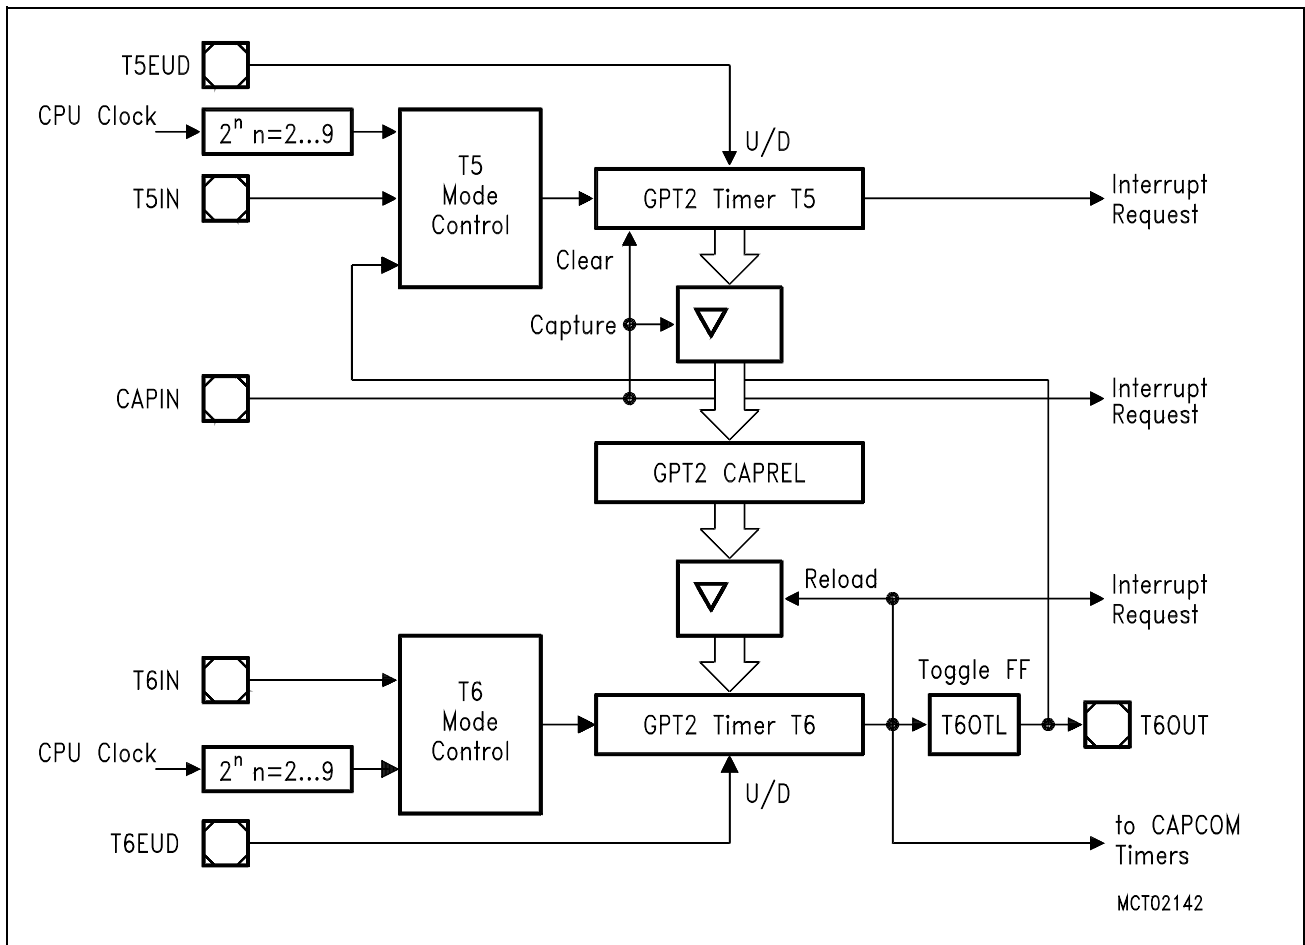 T5EUD
CPU Clock
2ⁿ n=2...9
U/D
T5
Mode
Control
T5IN
GPT2 Timer T5
Interrupt
Request
Clear
Capture
CAPIN
Interrupt
Request
GPT2 CAPREL
Reload
Interrupt
Request
T6IN
T6
Mode
Control
Toggle FF
GPT2 Timer T6
T6OTL
T6OUT
CPU Clock
2ⁿ n=2...9
U/D
T6EUD
to CAPCOM
Timers
MCT02142